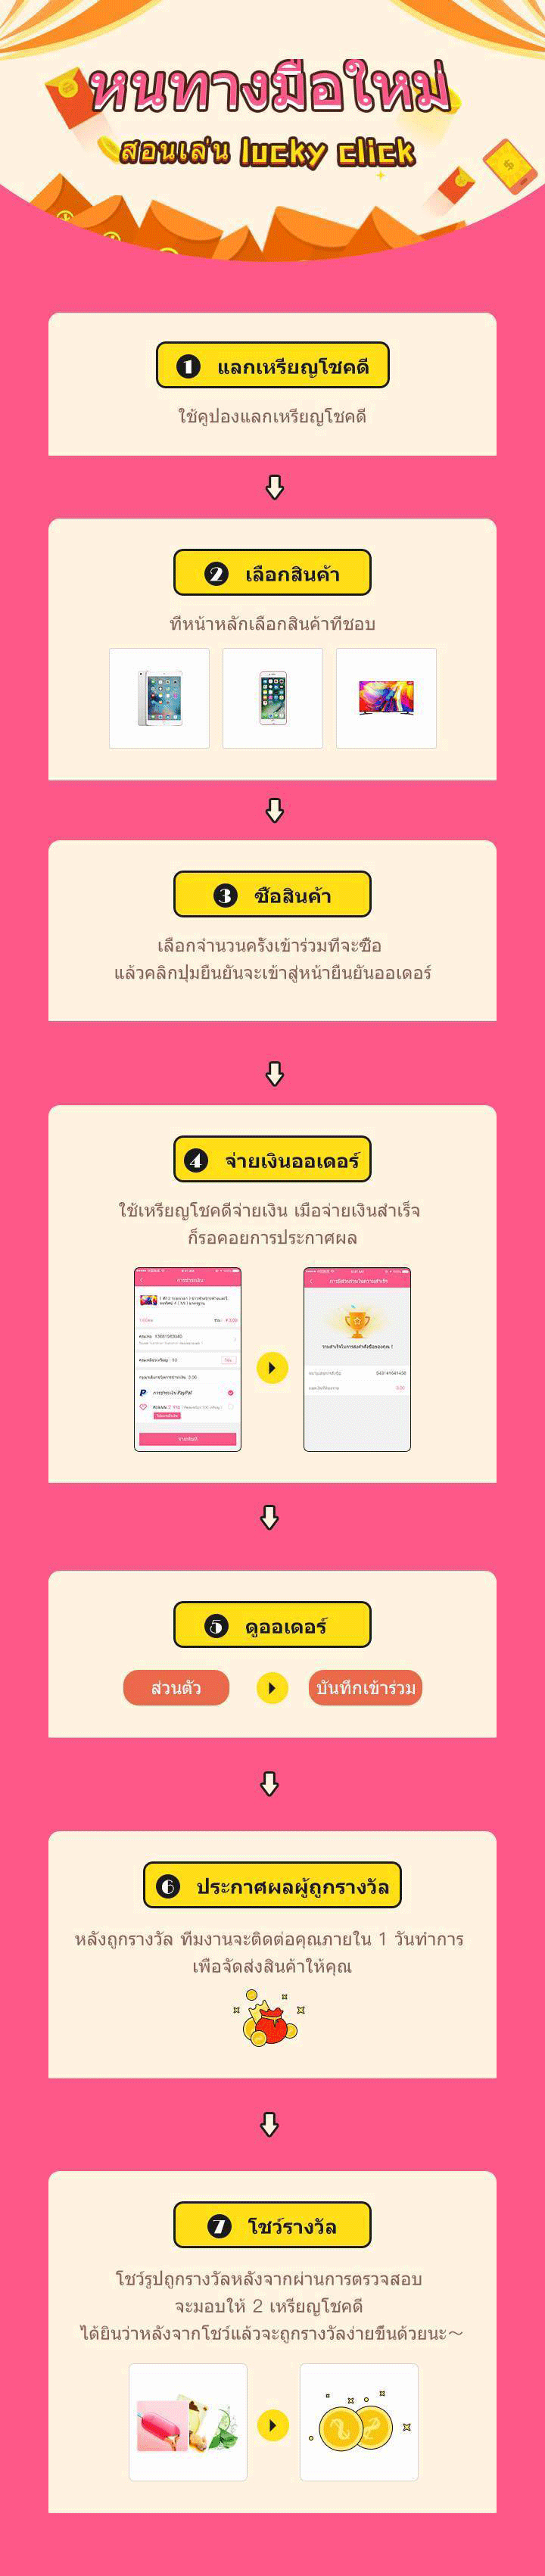 หนทางมือใหม่
สอนเล่น lucky click
1 แลกเหรียญโชคดี
ใช้คูปองแลกเหรียญโชคดี
2 เลือกสินค้า
ที่หน้าหลักเลือกสินค้าที่ชอบ
3 ซื้อสินค้า
เลือกจำนวนครั้งเข้าร่วมที่จะซื้อ
แล้วคลิกปุ่มยืนยันจะเข้าสู่หน้ายืนยันออเดอร์
4 จ่ายเงินออเดอร์
ใช้เหรียญโชคดีจ่ายเงิน เมื่อจ่ายเงินสำเร็จ
ก็รอคอยการประกาศผล
5 ดูออเดอร์
ส่วนตัว
บันทึกเข้าร่วม
6 ประกาศผลผู้ถูกรางวัล
หลังถูกรางวัล ทีมงานจะติดต่อคุณภายใน 1 วันทำการ
เพื่อจัดส่งสินค้าให้คุณ
7 โชว์รางวัล
โชว์รูปถูกรางวัลหลังจากผ่านการตรวจสอบ
จะมอบให้ 2 เหรียญโชคดี
ได้ยินว่าหลังจากโชว์แล้วจะถูกรางวัลง่ายขึ้นด้วยนะ～